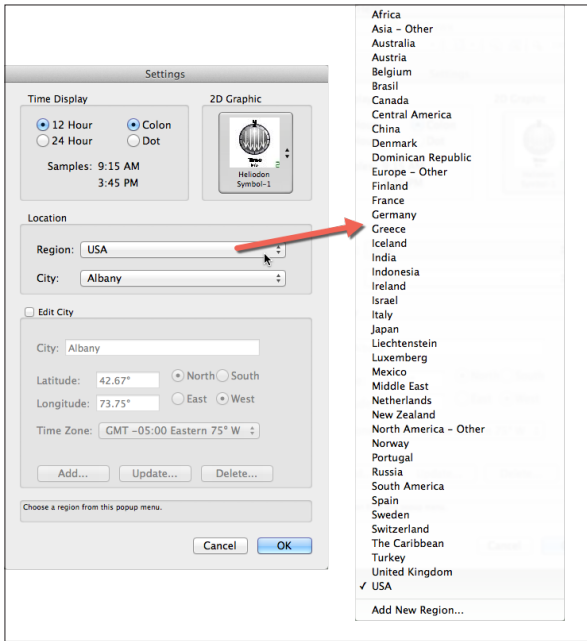 Settings
Time Display
12 Hour
Colon
24 Hour
Dot
Samples: 9:15 AM
3:45 PM
2D Graphic
Heliodon
Symbol-1
Location
Region: USA
City: Albany
Edit City
City: Albany
Latitude: 42.67° North South
Longitude: 73.75° East West
Time Zone: GMT -05:00 Eastern 75° W
Add... Update... Delete...
Choose a region from this popup menu.
Cancel OK
Africa
Asia - Other
Australia
Austria
Belgium
Brasil
Canada
Central America
China
Denmark
Dominican Republic
Europe - Other
Finland
France
Germany
Greece
Iceland
India
Indonesia
Ireland
Israel
Italy
Japan
Liechtenstein
Luxemberg
Mexico
Middle East
Netherlands
New Zealand
North America - Other
Norway
Portugal
Russia
South America
Spain
Sweden
Switzerland
The Caribbean
Turkey
United Kingdom
✓ USA
Add New Region...